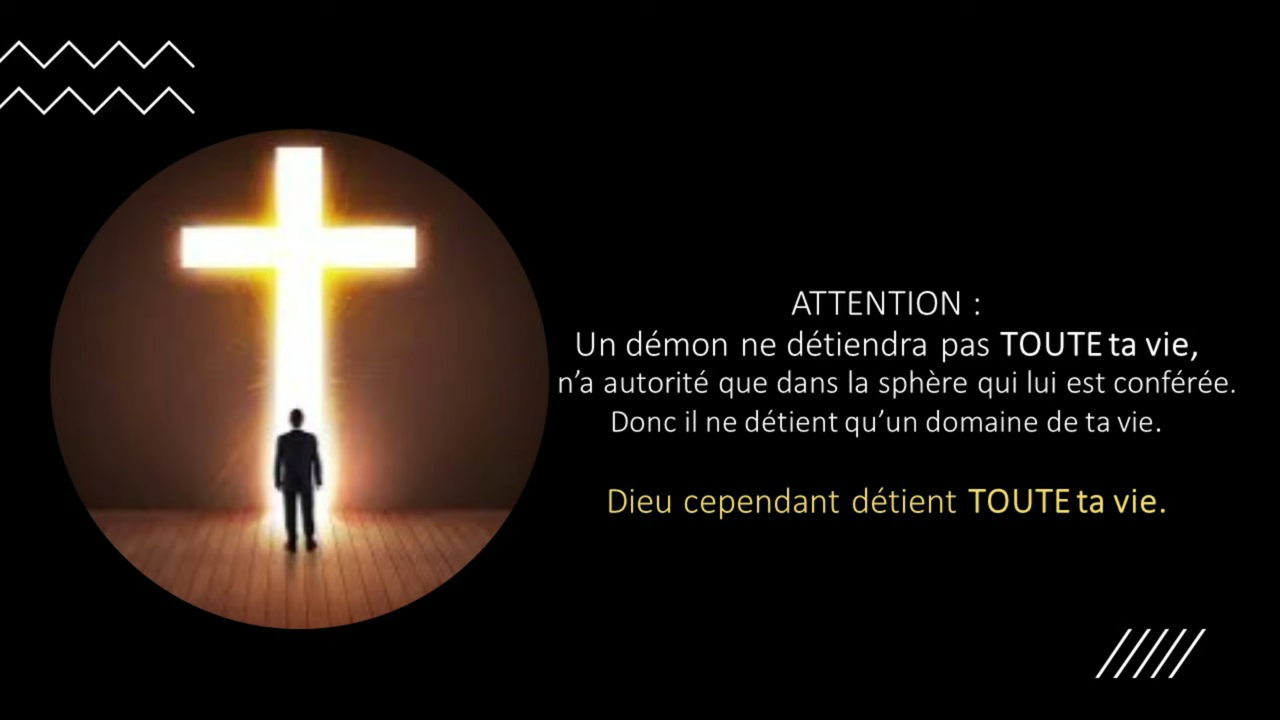 ATTENTION :
Un démon ne détiendra pas TOUTE ta vie,
n’a autorité que dans la sphère qui lui est conférée.
Donc il ne détient qu’un domaine de ta vie.
Dieu cependant détient TOUTE ta vie.